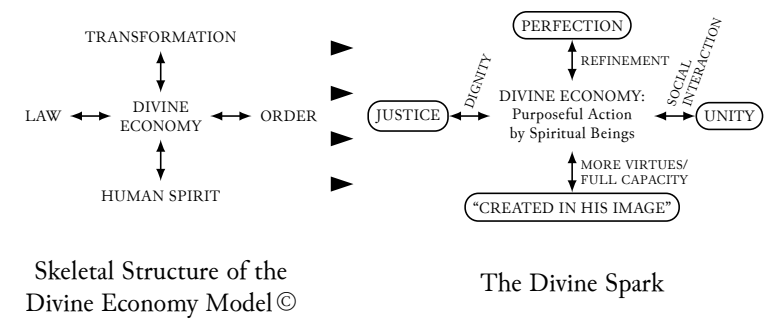 TRANSFORMATION
LAW
DIVINE
ECONOMY
ORDER
HUMAN SPIRIT
Skeletal Structure of the
Divine Economy Model©
PERFECTION
REFINEMENT
DIGNITY
SOCIAL
INTERACTION
JUSTICE
DIVINE ECONOMY:
Purposeful Action
by Spiritual Beings
UNITY
MORE VIRTUES/
FULL CAPACITY
“CREATED IN HIS IMAGE”
The Divine Spark